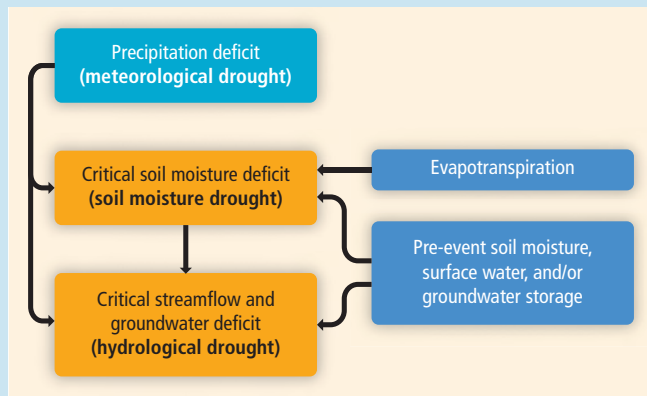 Precipitation deficit
(meteorological drought)
Critical soil moisture deficit
(soil moisture drought)
Evapotranspiration
Pre-event soil moisture,
surface water, and/or
groundwater storage
Critical streamflow and
groundwater deficit
(hydrological drought)